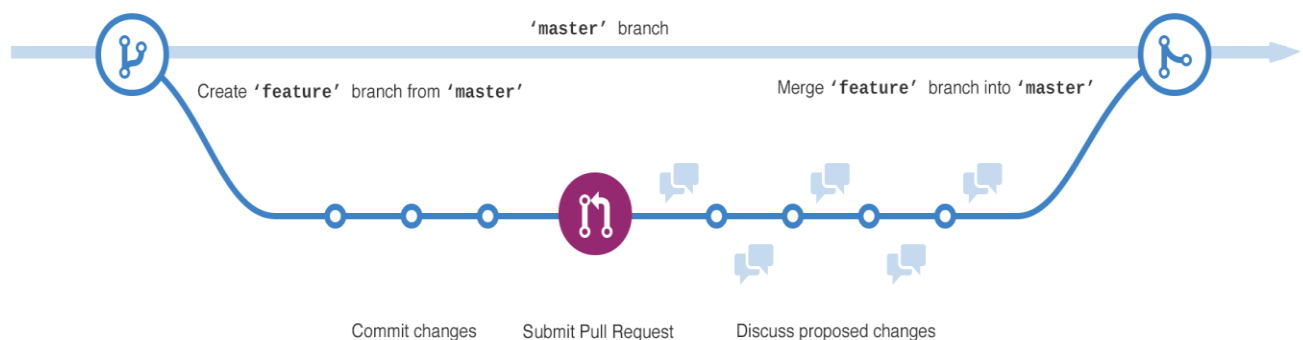 ‘master’ branch
Create ‘feature’ branch from ‘master’
Merge ‘feature’ branch into ‘master’
Commit changes
Submit Pull Request
Discuss proposed changes